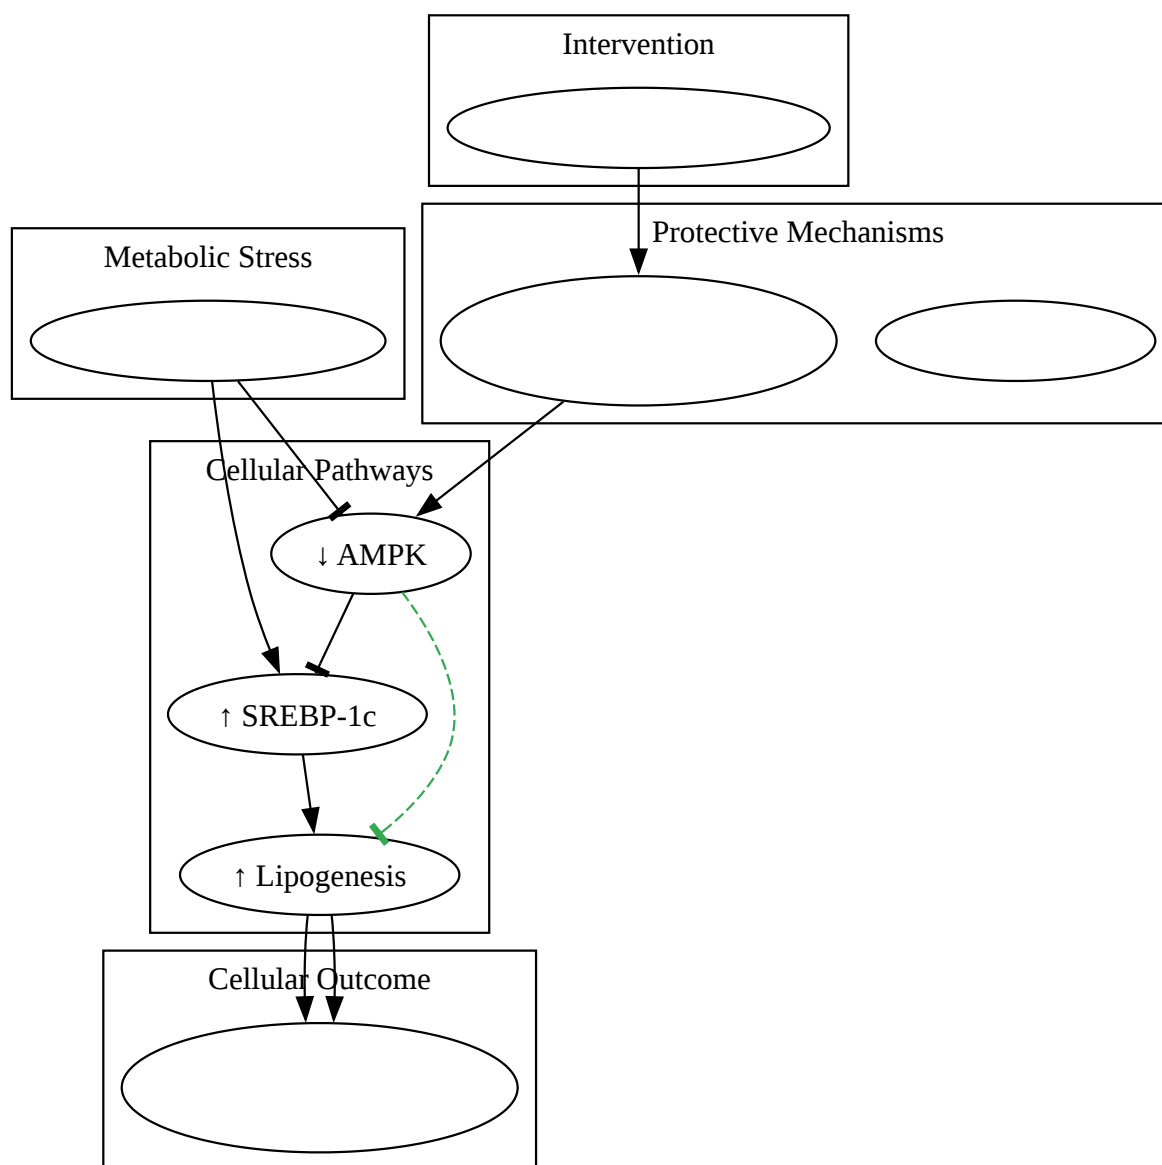 Intervention
Protective Mechanisms
Metabolic Stress
Cellular Pathways
↓ AMPK
↑ SREBP-1c
↑ Lipogenesis
Cellular Outcome